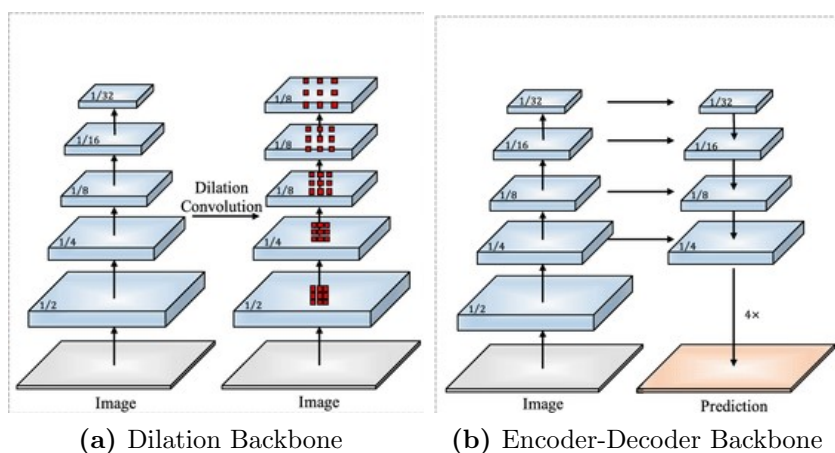 1/32
1/16
1/8
1/4
1/2
Image
Dilation
Convolution
1/8
1/8
1/8
1/4
1/2
Image
(a) Dilation Backbone
1/32
1/16
1/8
1/4
1/2
Image
1/32
1/16
1/8
1/4
4×
Prediction
(b) Encoder-Decoder Backbone